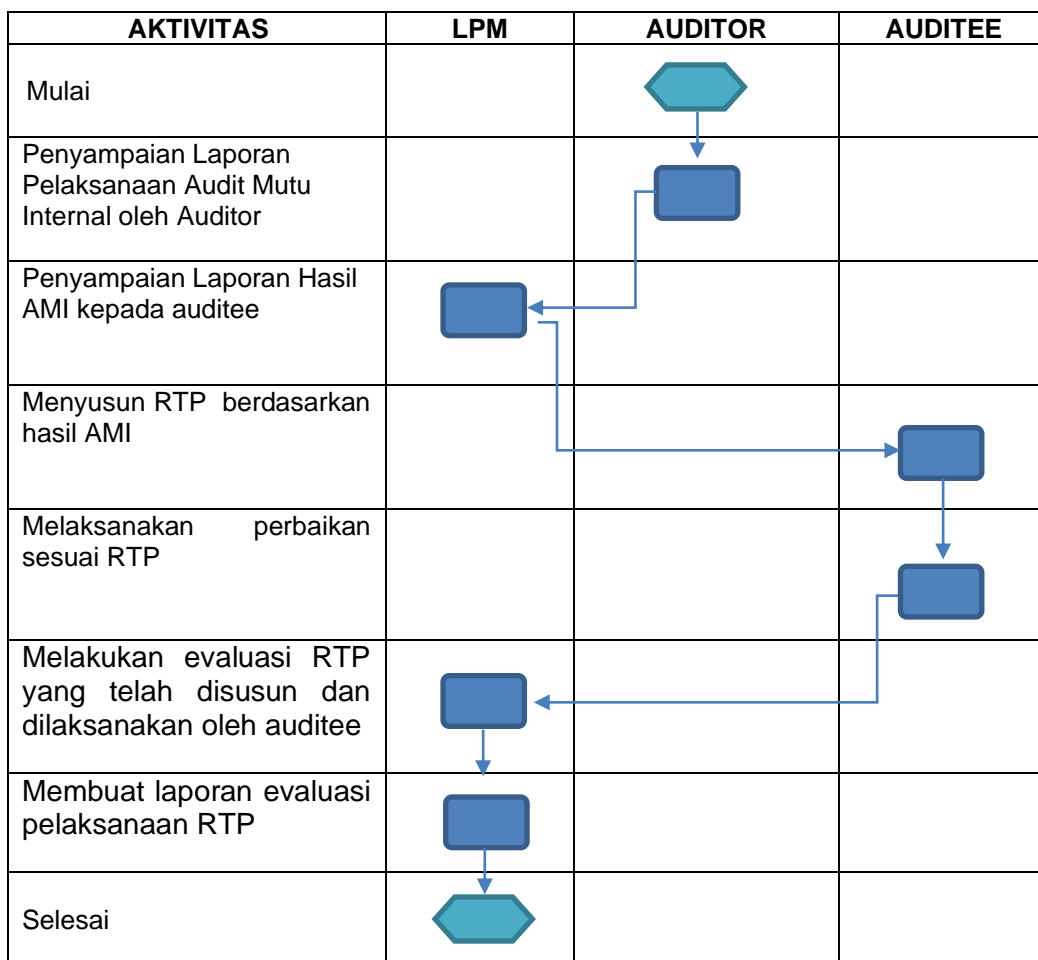 AKTIVITAS LPM AUDITOR AUDITEE
Mulai
Penyampaian Laporan
Pelaksanaan Audit Mutu
Internal oleh Auditor
Penyampaian Laporan Hasil
AMI kepada auditee
Menyusun RTP berdasarkan
hasil AMI
Melaksanakan perbaikan
sesuai RTP
Melakukan evaluasi RTP
yang telah disusun dan
dilaksanakan oleh auditee
Membuat laporan evaluasi
pelaksanaan RTP
Selesai